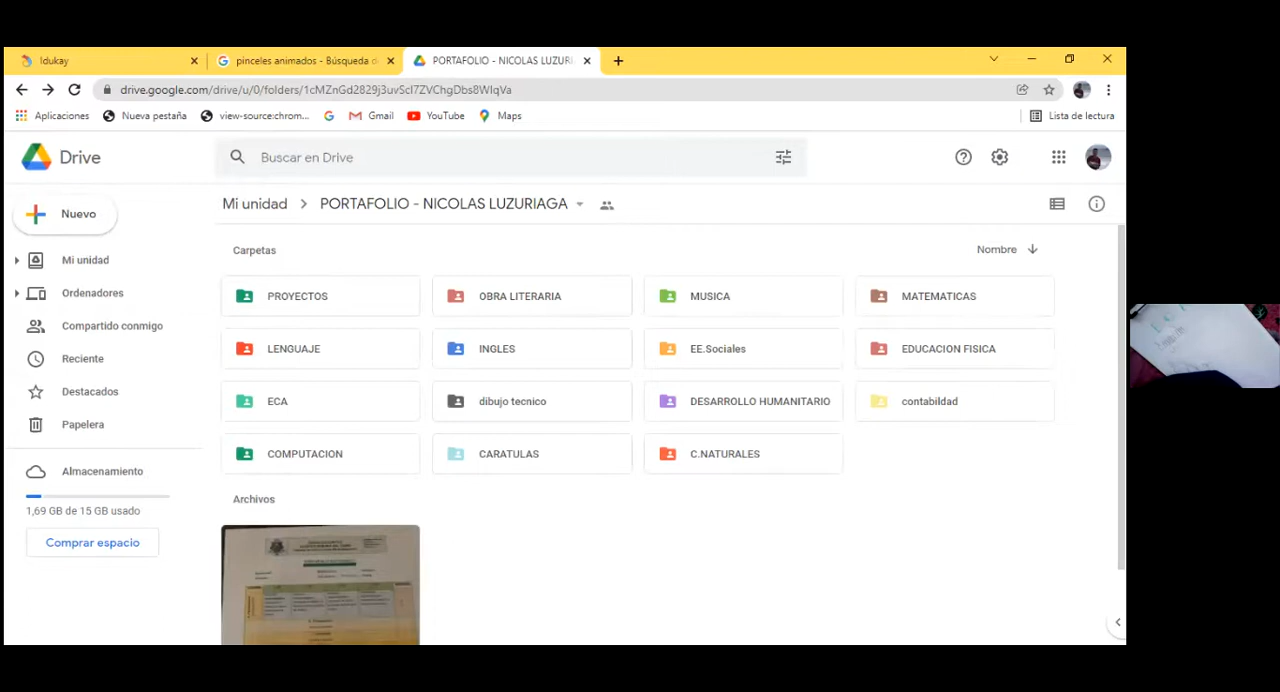 Idukay
pinceles animados - Búsqueda d
PORTAFOLIO - NICOLAS LUZURI
drive.google.com/drive/u/0/folders/1cMZnGd2829j3uvScI7ZVChgDbs8WIqVa
Aplicaciones
Nueva pestaña
view-source:chrom...
Gmail
YouTube
Maps
Lista de lectura
Drive
Buscar en Drive
Nuevo
Mi unidad
PORTAFOLIO - NICOLAS LUZURIAGA
Mi unidad
Ordenadores
Compartido conmigo
Reciente
Destacados
Papelera
Almacenamiento
1,69 GB de 15 GB usado
Comprar espacio
Carpetas
Nombre
PROYECTOS
OBRA LITERARIA
MUSICA
MATEMATICAS
LENGUAJE
INGLES
EE.Sociales
EDUCACION FISICA
ECA
dibujo tecnico
DESARROLLO HUMANITARIO
contabildad
COMPUTACION
CARATULAS
C.NATURALES
Archivos